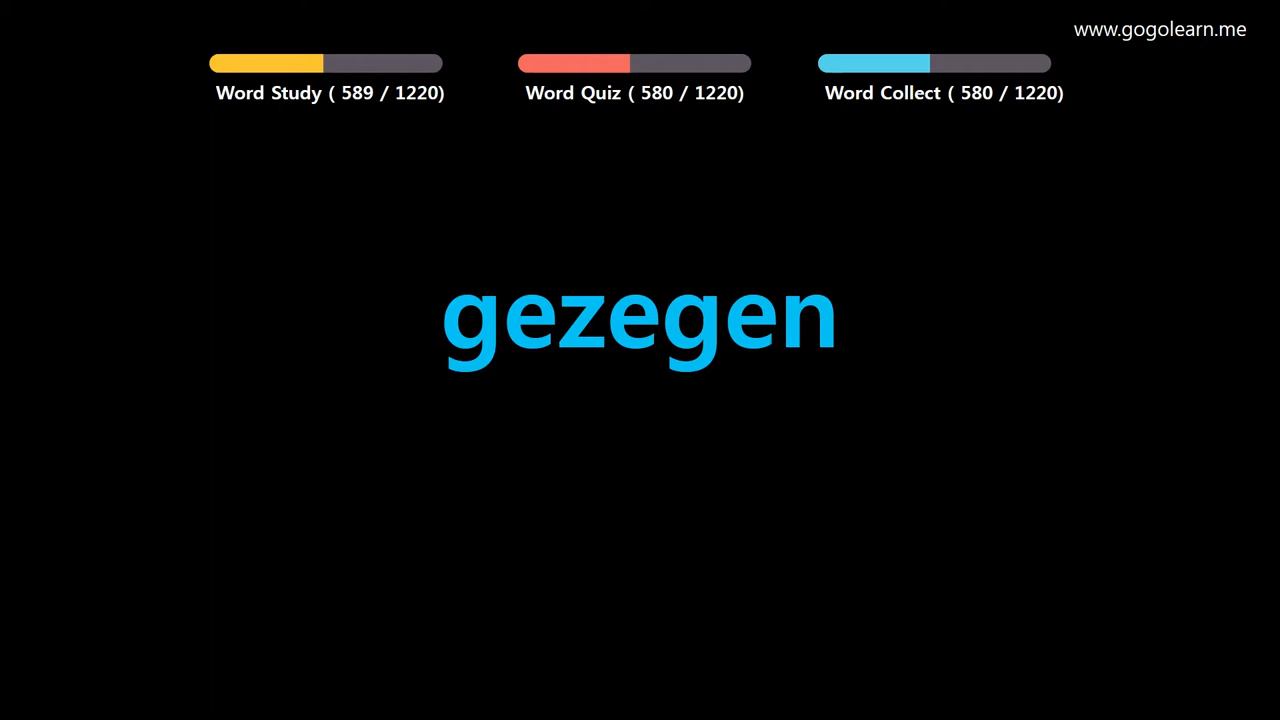 www.gogolearn.me
Word Study ( 589 / 1220)
Word Quiz ( 580 / 1220)
Word Collect ( 580 / 1220)
gezegen